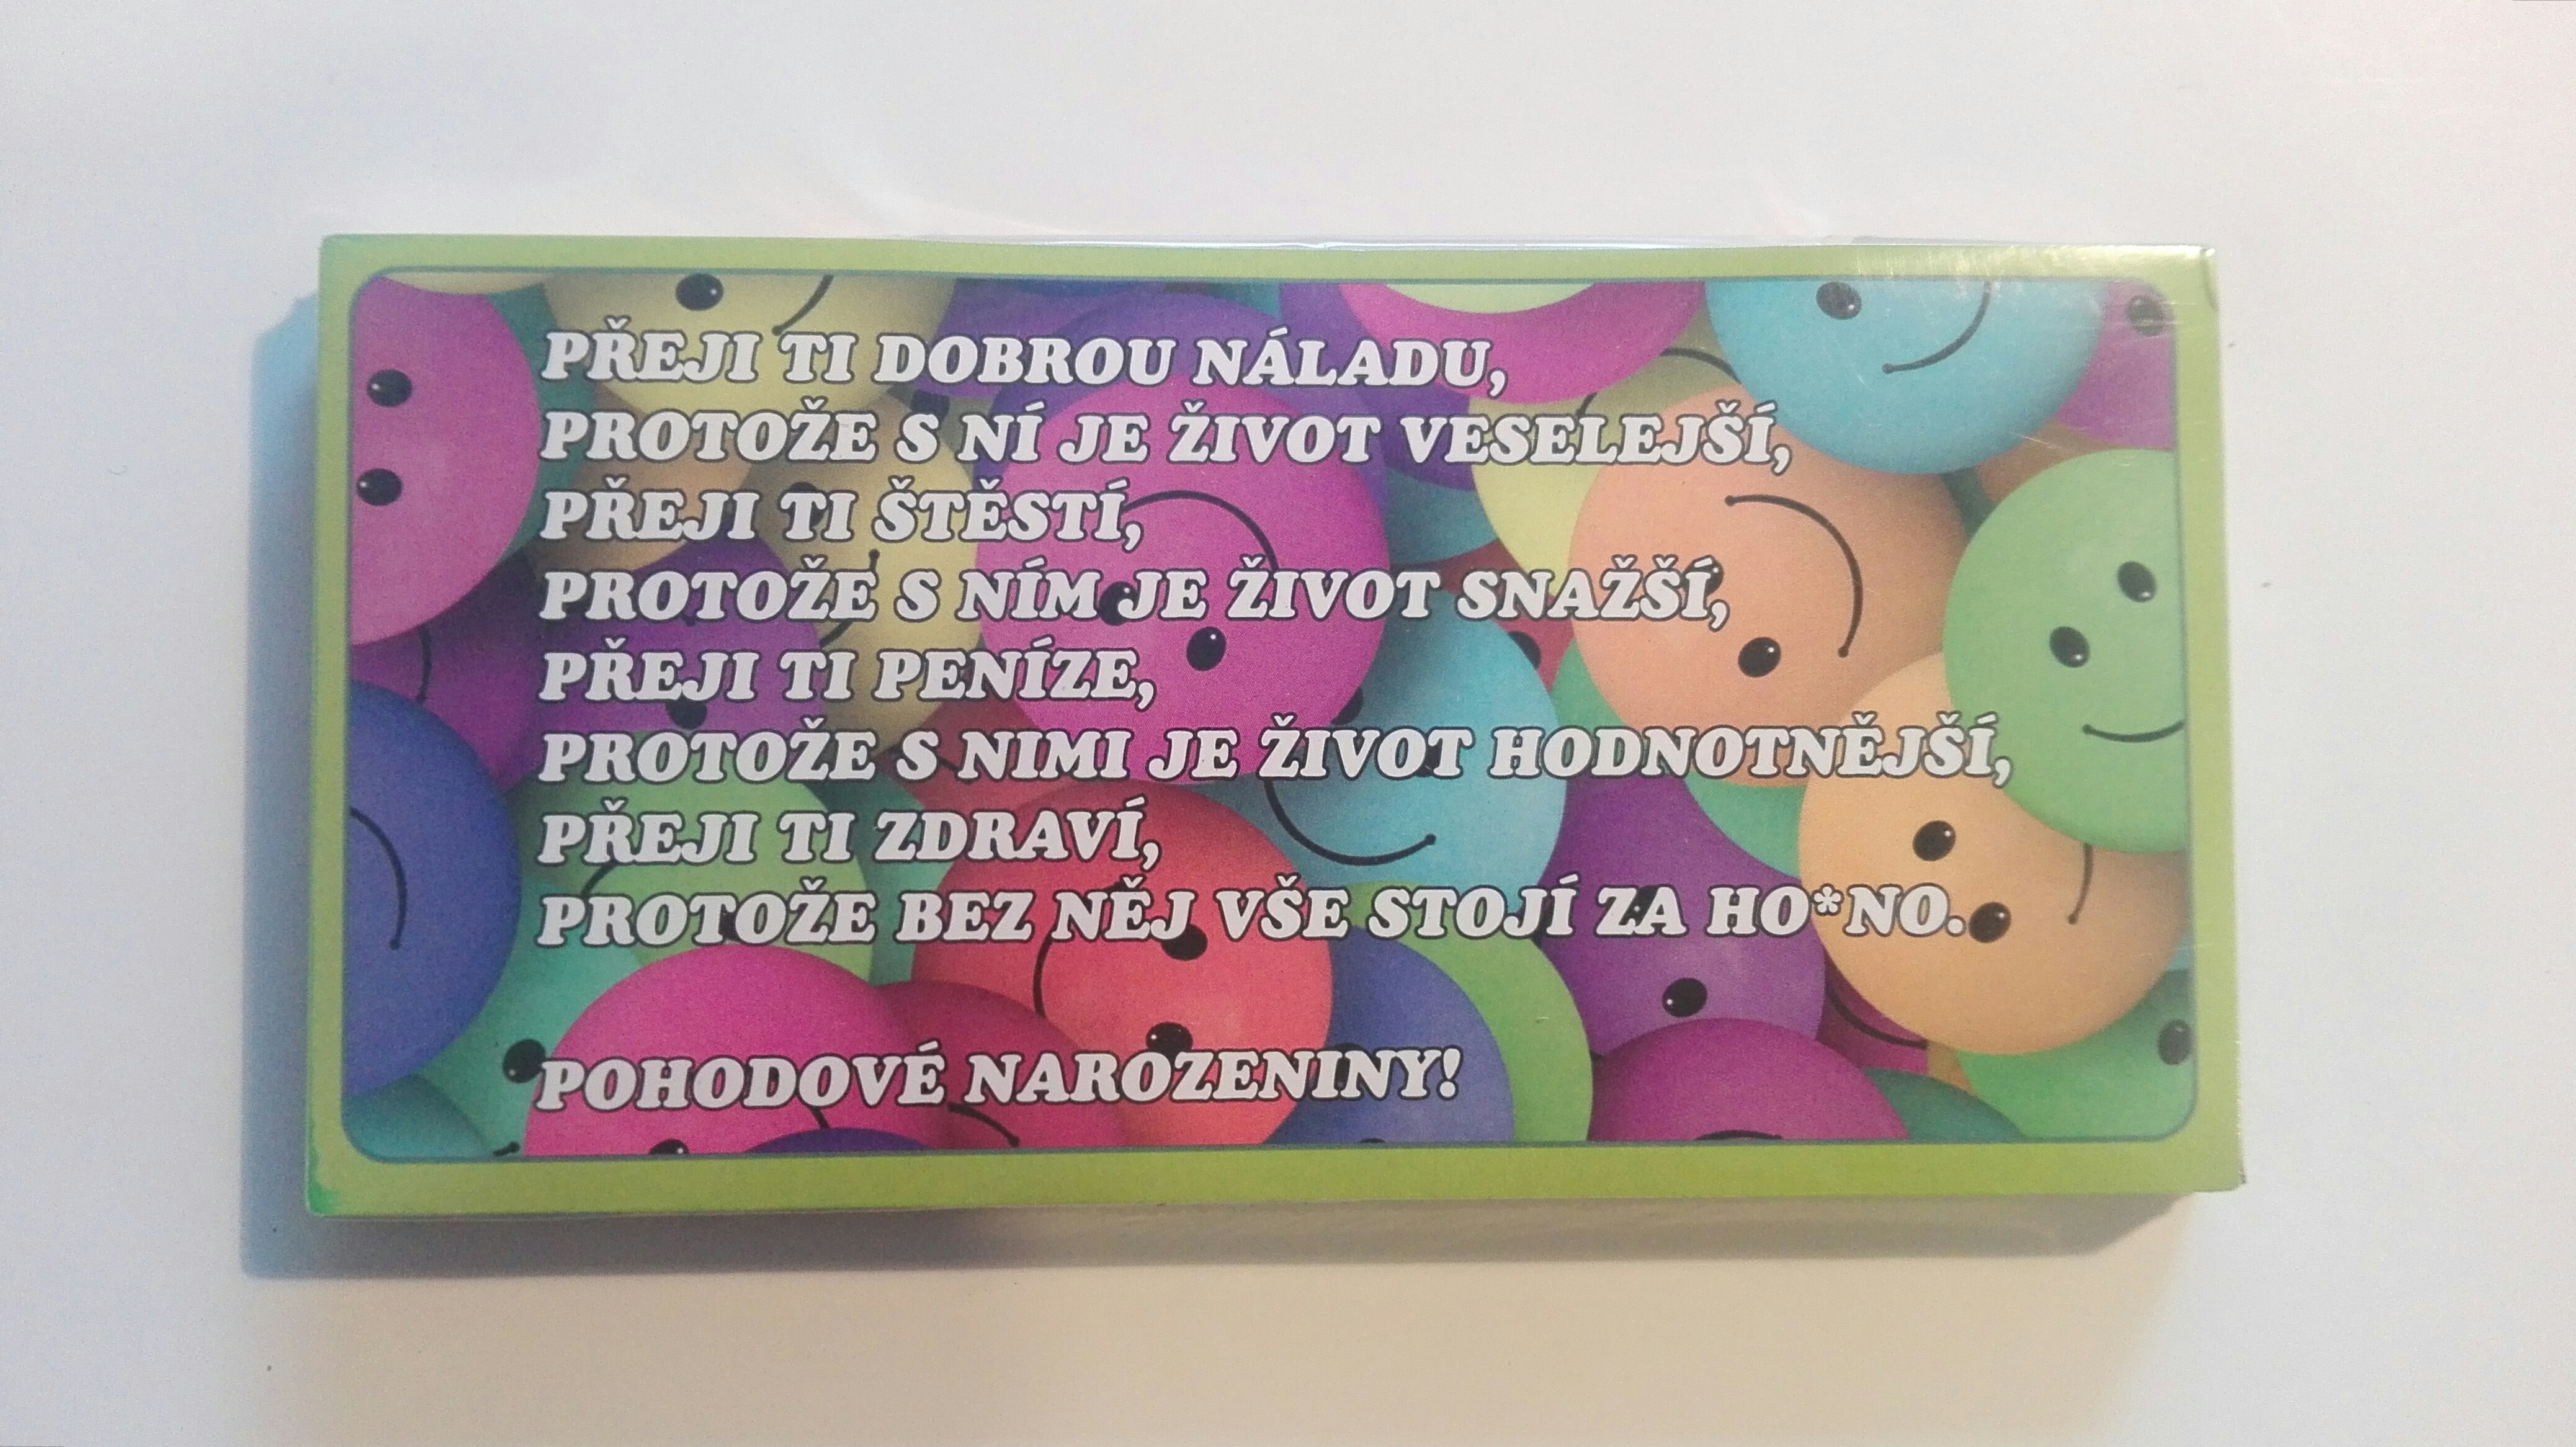 PŘEJI TI DOBROU NÁLADU,
PROTOŽE S NÍ JE ŽIVOT VESELEJŠÍ,
PŘEJI TI ŠTĚSTÍ,
PROTOŽE S NÍM JE ŽIVOT SNAŽŠÍ,
PŘEJI TI PENÍZE,
PROTOŽE S NIMI JE ŽIVOT HODNOTNĚJŠÍ,
PŘEJI TI ZDRAVÍ,
PROTOŽE BEZ NĚJ VŠE STOJÍ ZA HO*NO.
POHODOVÉ NAROZENINY!